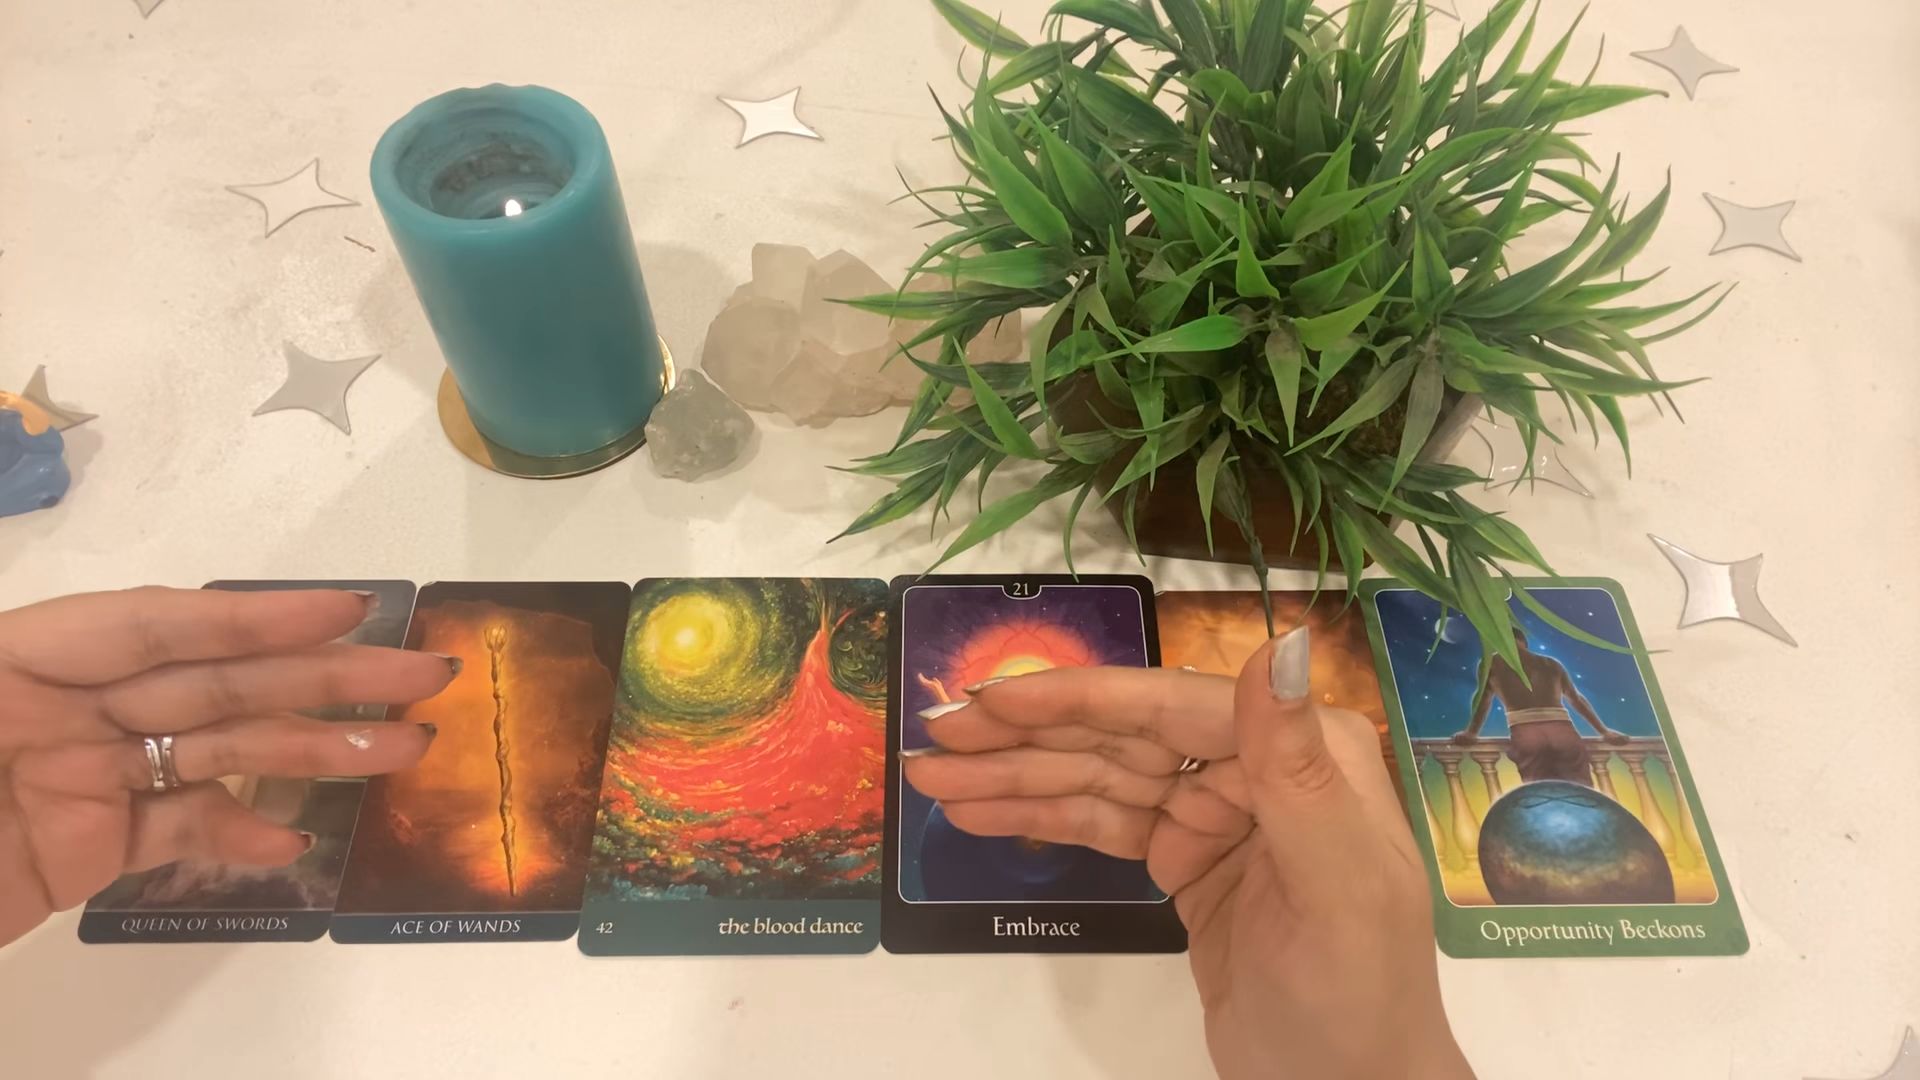 QUEEN OF SWORDS
ACE OF WANDS
42
the blood dance
21
Embrace
Opportunity Beckons